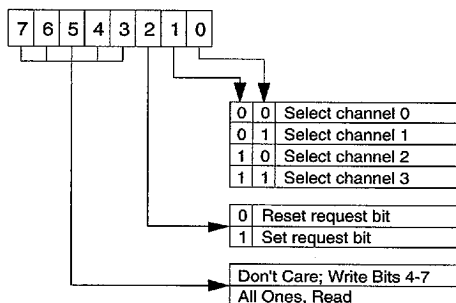 7 6 5 4 3 2 1 0
0 0 Select channel 0
0 1 Select channel 1
1 0 Select channel 2
1 1 Select channel 3
0 Reset request bit
1 Set request bit
Don't Care; Write Bits 4-7
All Ones, Read